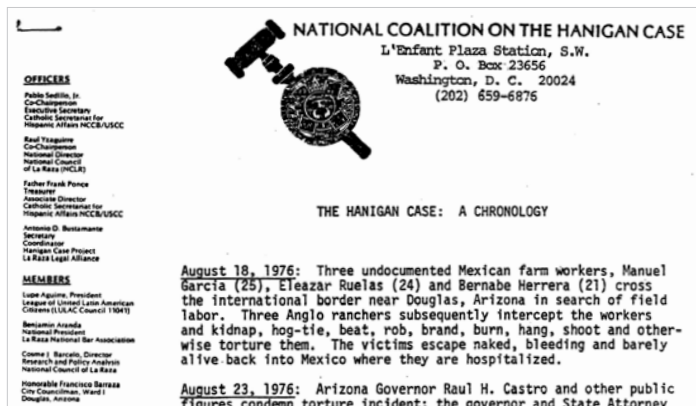 NATIONAL COALITION ON THE HANIGAN CASE
L'Enfant Plaza Station, S.W.
P. O. Box 23656
Washington, D. C. 20024
(202) 659-6876
OFFICERS
Pablo Sedillo, Jr.
Co-Chairperson
Executive Secretary
Catholic Secretariat for
Hispanic Affairs NCCB/USCC
Raul Yzaguirre
Co-Chairperson
National Director
National Council
of La Raza (NCLR)
Father Frank Ponce
Treasurer
Associate Director
Catholic Secretariat for
Hispanic Affairs NCCB/USCC
Antonio D. Bustamante
Secretary
Coordinator
Hanigan Case Project
La Raza Legal Alliance
MEMBERS
Lupe Aguirre, President
League of United Latin American
Citizens (LULAC Council 11041)
Benjamin Aranda
National President
La Raza National Bar Association
Cosme J. Barcelo, Director
Research and Policy Analysis
National Council of La Raza
Honorable Francisco Barraza
City Councilman, Ward I
Douglas, Arizona
THE HANIGAN CASE: A CHRONOLOGY
August 18, 1976: Three undocumented Mexican farm workers, Manuel
Garcia (25), Eleazar Ruelas (24) and Bernabe Herrera (21) cross
the international border near Douglas, Arizona in search of field
labor. Three Anglo ranchers subsequently intercept the workers
and kidnap, hog-tie, beat, rob, brand, burn, hang, shoot and other-
wise torture them. The victims escape naked, bleeding and barely
alive back into Mexico where they are hospitalized.
August 23, 1976: Arizona Governor Raul H. Castro and other public
figures condemn torture incident; the governor and State Attorney